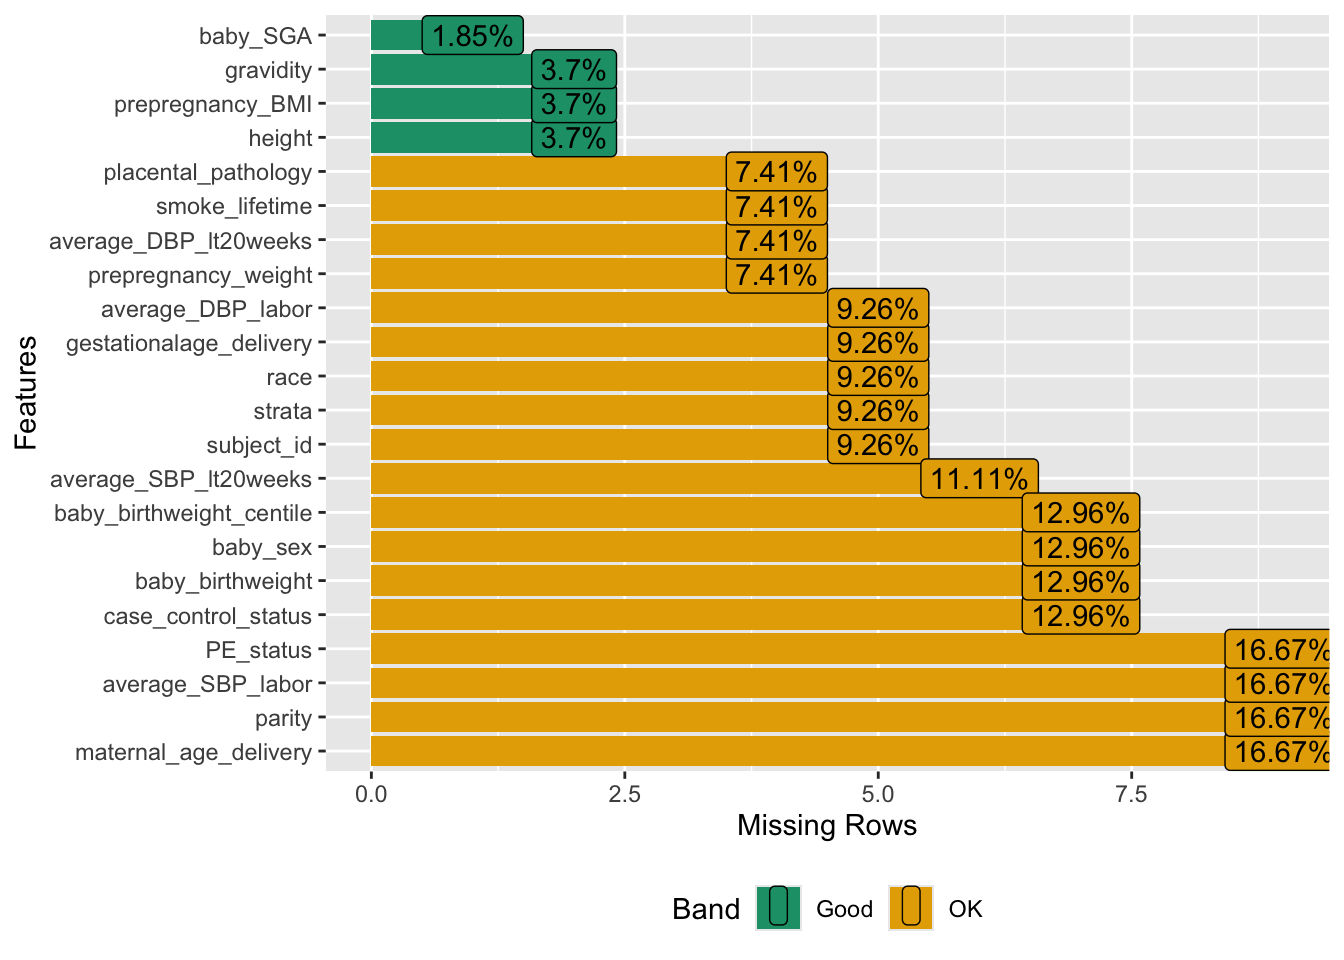 baby_SGA 1.85%
gravidity 3.7%
prepregnancy_BMI 3.7%
height 3.7%
placental_pathology 7.41%
smoke_lifetime 7.41%
average_DBP_lt20weeks 7.41%
prepregnancy_weight 7.41%
average_DBP_labor 9.26%
gestationalage_delivery 9.26%
race 9.26%
strata 9.26%
subject_id 9.26%
average_SBP_lt20weeks 11.11%
baby_birthweight_centile 12.96%
baby_sex 12.96%
baby_birthweight 12.96%
case_control_status 12.96%
PE_status 16.67%
average_SBP_labor 16.67%
parity 16.67%
maternal_age_delivery 16.67%
Features
0.0 2.5 5.0 7.5
Missing Rows
Band Good OK